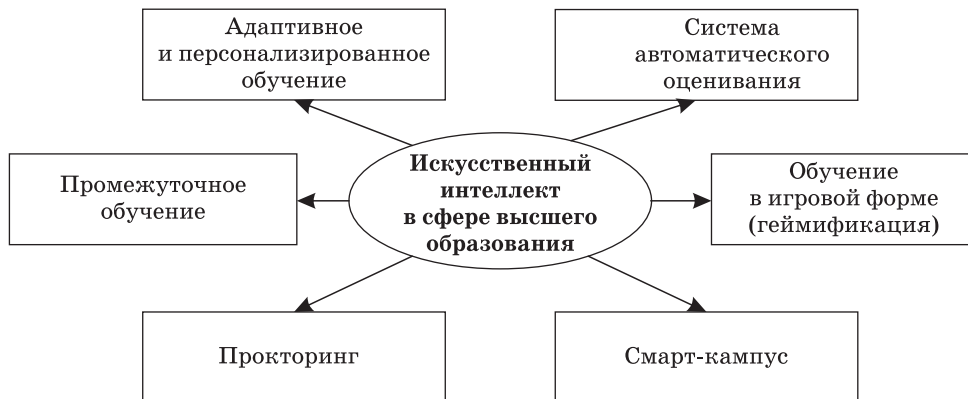 Адаптивное
и персонализированное
обучение
Система
автоматического
оценивания
Промежуточное
обучение
Искусственный
интеллект
в сфере высшего
образования
Обучение
в игровой форме
(геймификация)
Прокторинг
Смарт-кампус